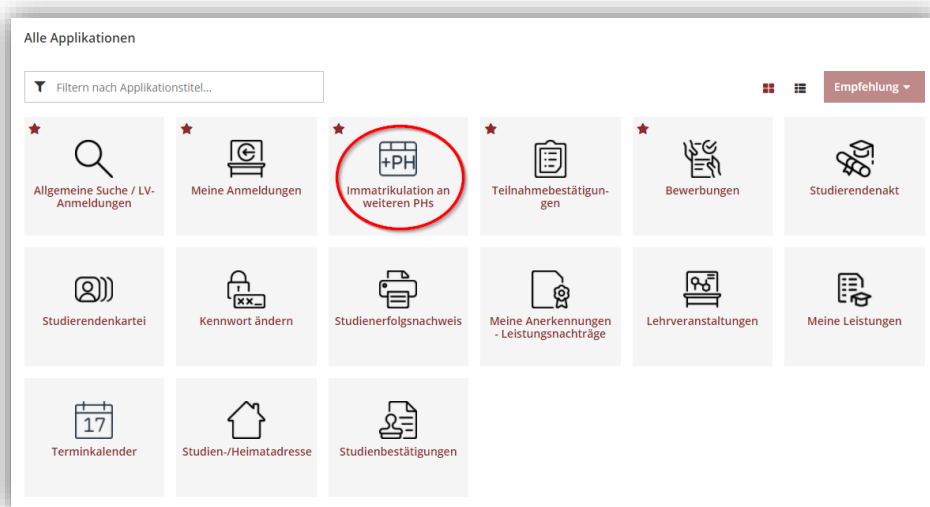 Alle Applikationen
Filtern nach Applikationstitel...
Empfehlung
Allgemeine Suche / LV-
Anmeldungen
Meine Anmeldungen
+PH
Immatrikulation an
weiteren PHs
Teilnahmebestätigun-
gen
Bewerbungen
Studierendenakt
Studierendenkartei
xx_
Kennwort ändern
Studienerfolgsnachweis
Meine Anerkennungen
- Leistungsnachträge
Lehrveranstaltungen
Meine Leistungen
17
Terminkalender
Studien-/Heimatadresse
Studienbestätigungen